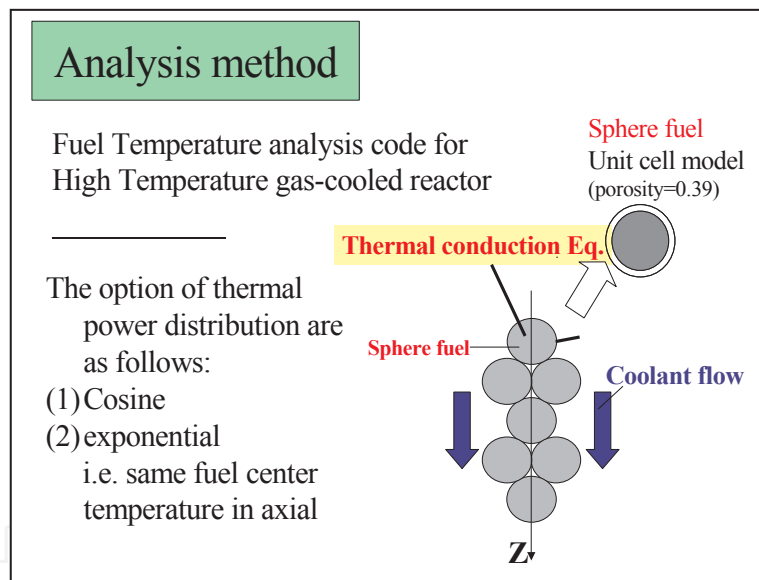 Analysis method
Fuel Temperature analysis code for
High Temperature gas-cooled reactor
Sphere fuel
Unit cell model
(porosity=0.39)
Thermal conduction Eq.
The option of thermal
power distribution are
as follows:
(1) Cosine
(2) exponential
i.e. same fuel center
temperature in axial
Sphere fuel
Coolant flow
Z